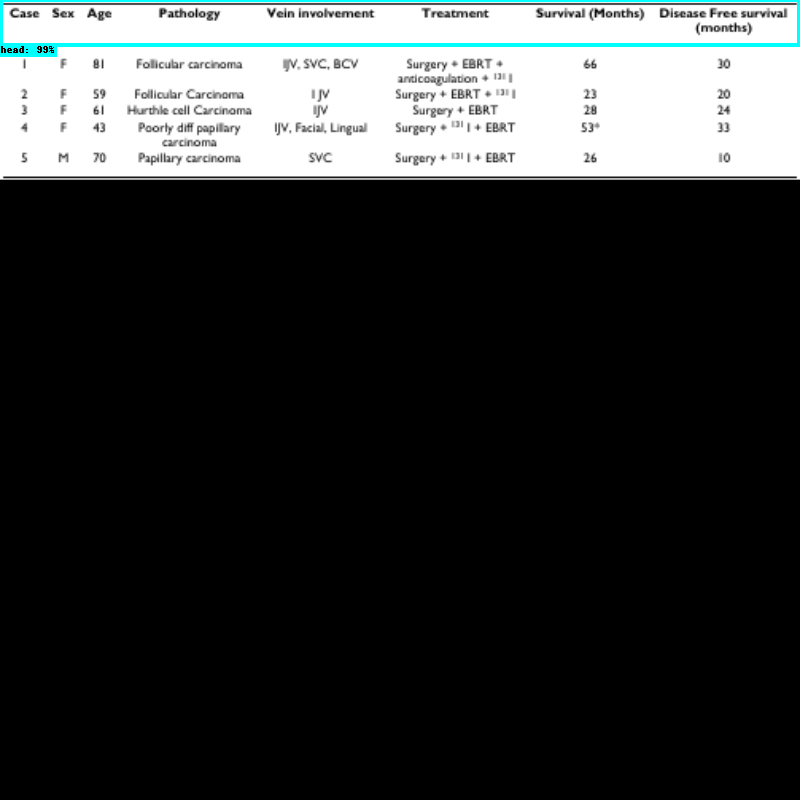 Case Sex Age Pathology Vein involvement Treatment Survival (Months) Disease Free survival
(months)
head: 99%
1 F 81 Follicular carcinoma IJV, SVC, BCV Surgery + EBRT + 66 30
anticoagulation + ¹³¹ I
2 F 59 Follicular Carcinoma I JV Surgery + EBRT + ¹³¹ I 23 20
3 F 61 Hurthle cell Carcinoma IJV Surgery + EBRT 28 24
4 F 43 Poorly diff papillary IJV, Facial, Lingual Surgery + ¹³¹ I + EBRT 53* 33
carcinoma
5 M 70 Papillary carcinoma SVC Surgery + ¹³¹ I + EBRT 26 10